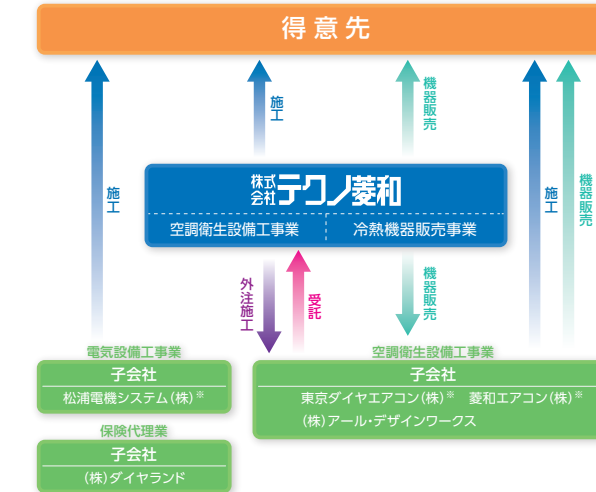 得意先
施工
機器販売
施工
施工
機器販売
株式会社テクノ菱和
空調衛生設備工事業
冷熱機器販売事業
外注施工
受託
機器販売
電気設備工事業
子会社
松浦電機システム(株)※
空調衛生設備工事業
子会社
東京ダイヤエアコン(株)※ 菱和エアコン(株)※
(株)アール・デザインワークス
保険代理業
子会社
(株)ダイヤランド